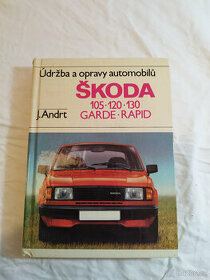 Údržba a opravy automobilů
ŠKODA
105·120·130
GARDE·RAPID
J. Andrt